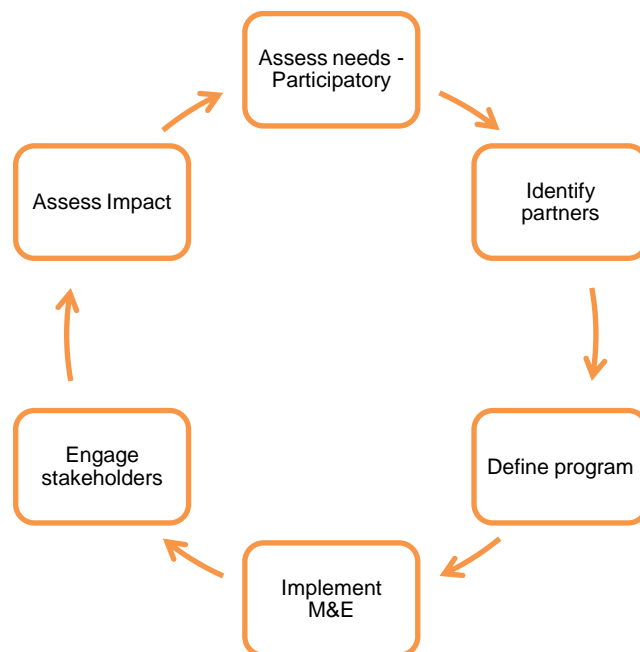 Assess needs -
Participatory
Identify
partners
Define program
Implement
M&E
Engage
stakeholders
Assess Impact